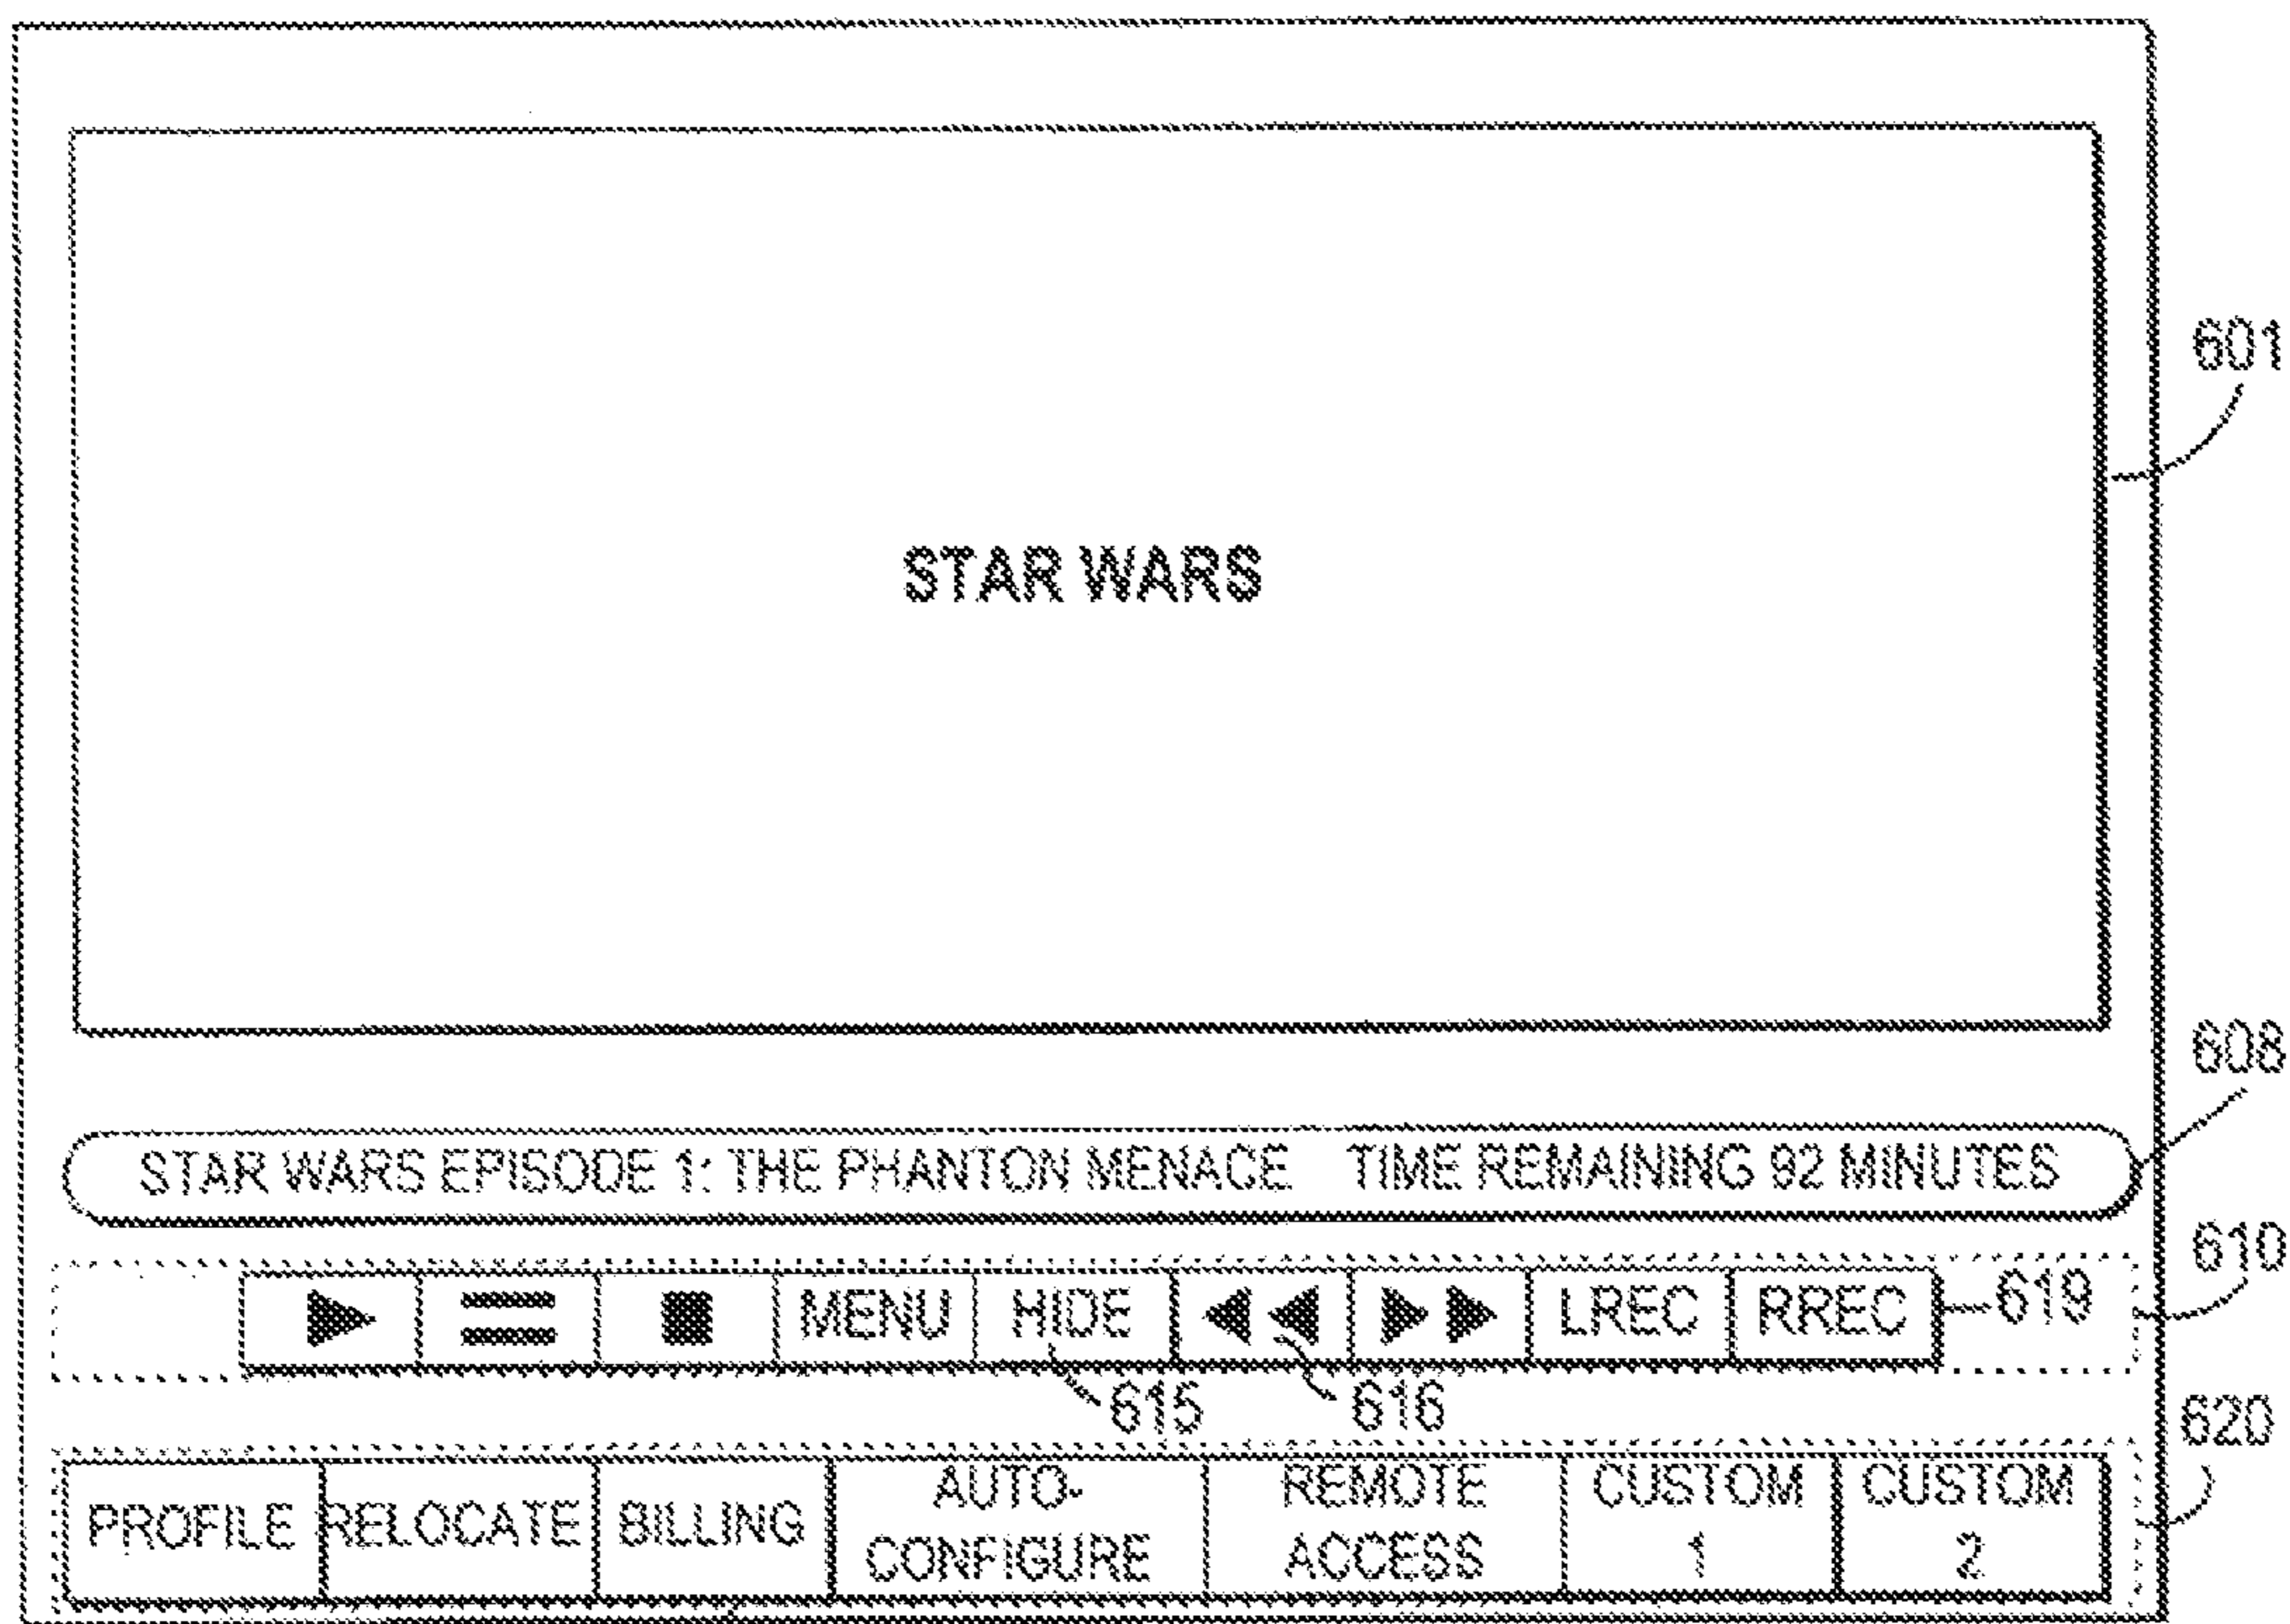 601
STAR WARS
608
STAR WARS EPISODE 1: THE PHANTON MENACE TIME REMAINING 92 MINUTES
610
MENU HIDE LREC RREC 619
615 616
620
PROFILE RELOCATE BILLING AUTO-CONFIGURE REMOTE ACCESS CUSTOM 1 CUSTOM 2